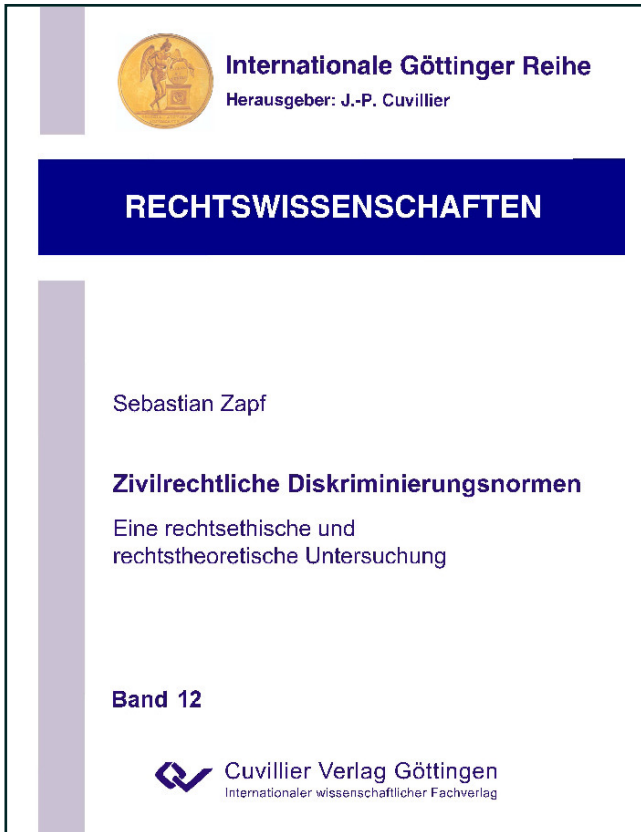 Internationale Göttinger Reihe
Herausgeber: J.-P. Cuvillier
RECHTSWISSENSCHAFTEN
Sebastian Zapf
Zivilrechtliche Diskriminierungsnormen
Eine rechtsethische und
rechtstheoretische Untersuchung
Band 12
Cuvillier Verlag Göttingen
Internationaler wissenschaftlicher Fachverlag